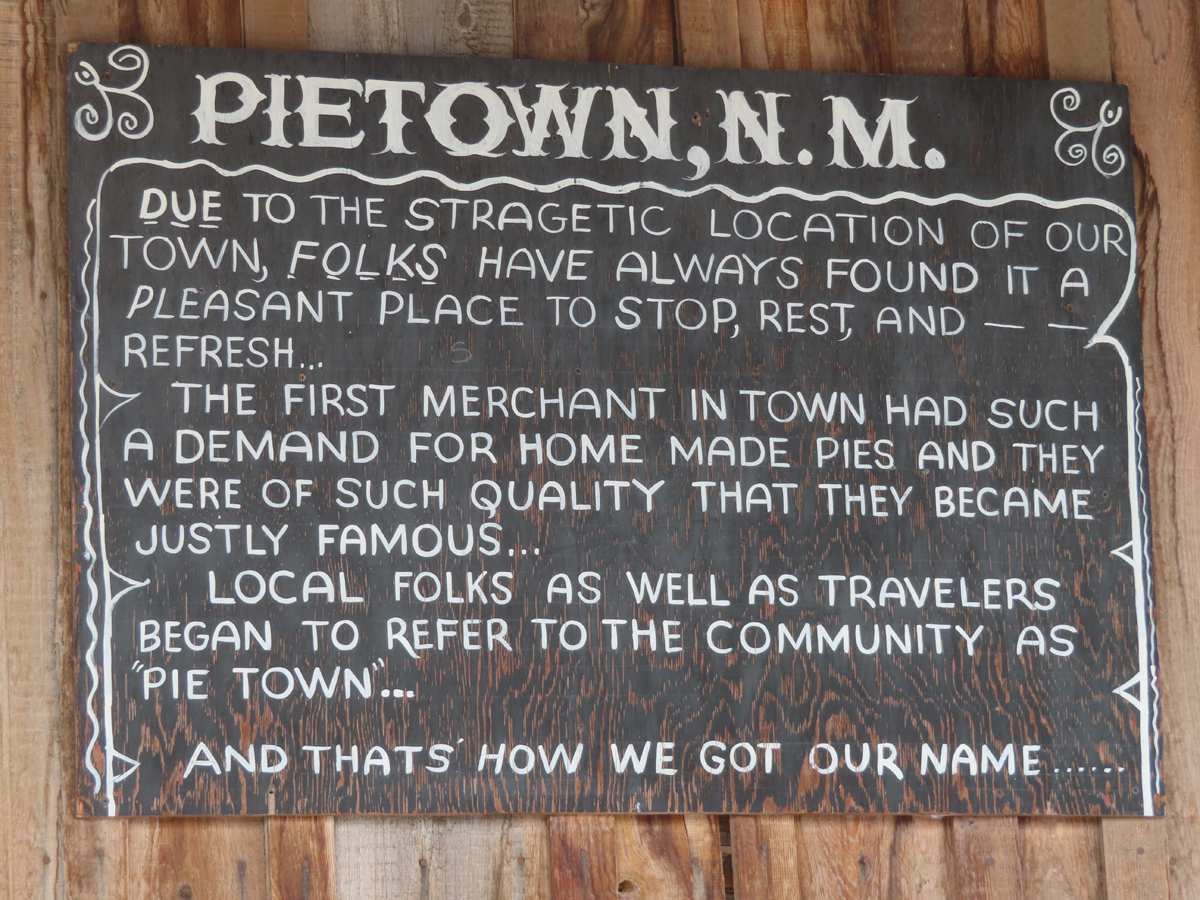 PIETOWN, N. M.
DUE TO THE STRAGETIC LOCATION OF OUR
TOWN, FOLKS HAVE ALWAYS FOUND IT A
PLEASANT PLACE TO STOP, REST, AND — —
REFRESH...
THE FIRST MERCHANT IN TOWN HAD SUCH
A DEMAND FOR HOME MADE PIES AND THEY
WERE OF SUCH QUALITY THAT THEY BECAME
JUSTLY FAMOUS...
LOCAL FOLKS AS WELL AS TRAVELERS
BEGAN TO REFER TO THE COMMUNITY AS
"PIE TOWN"...
AND THATS' HOW WE GOT OUR NAME......